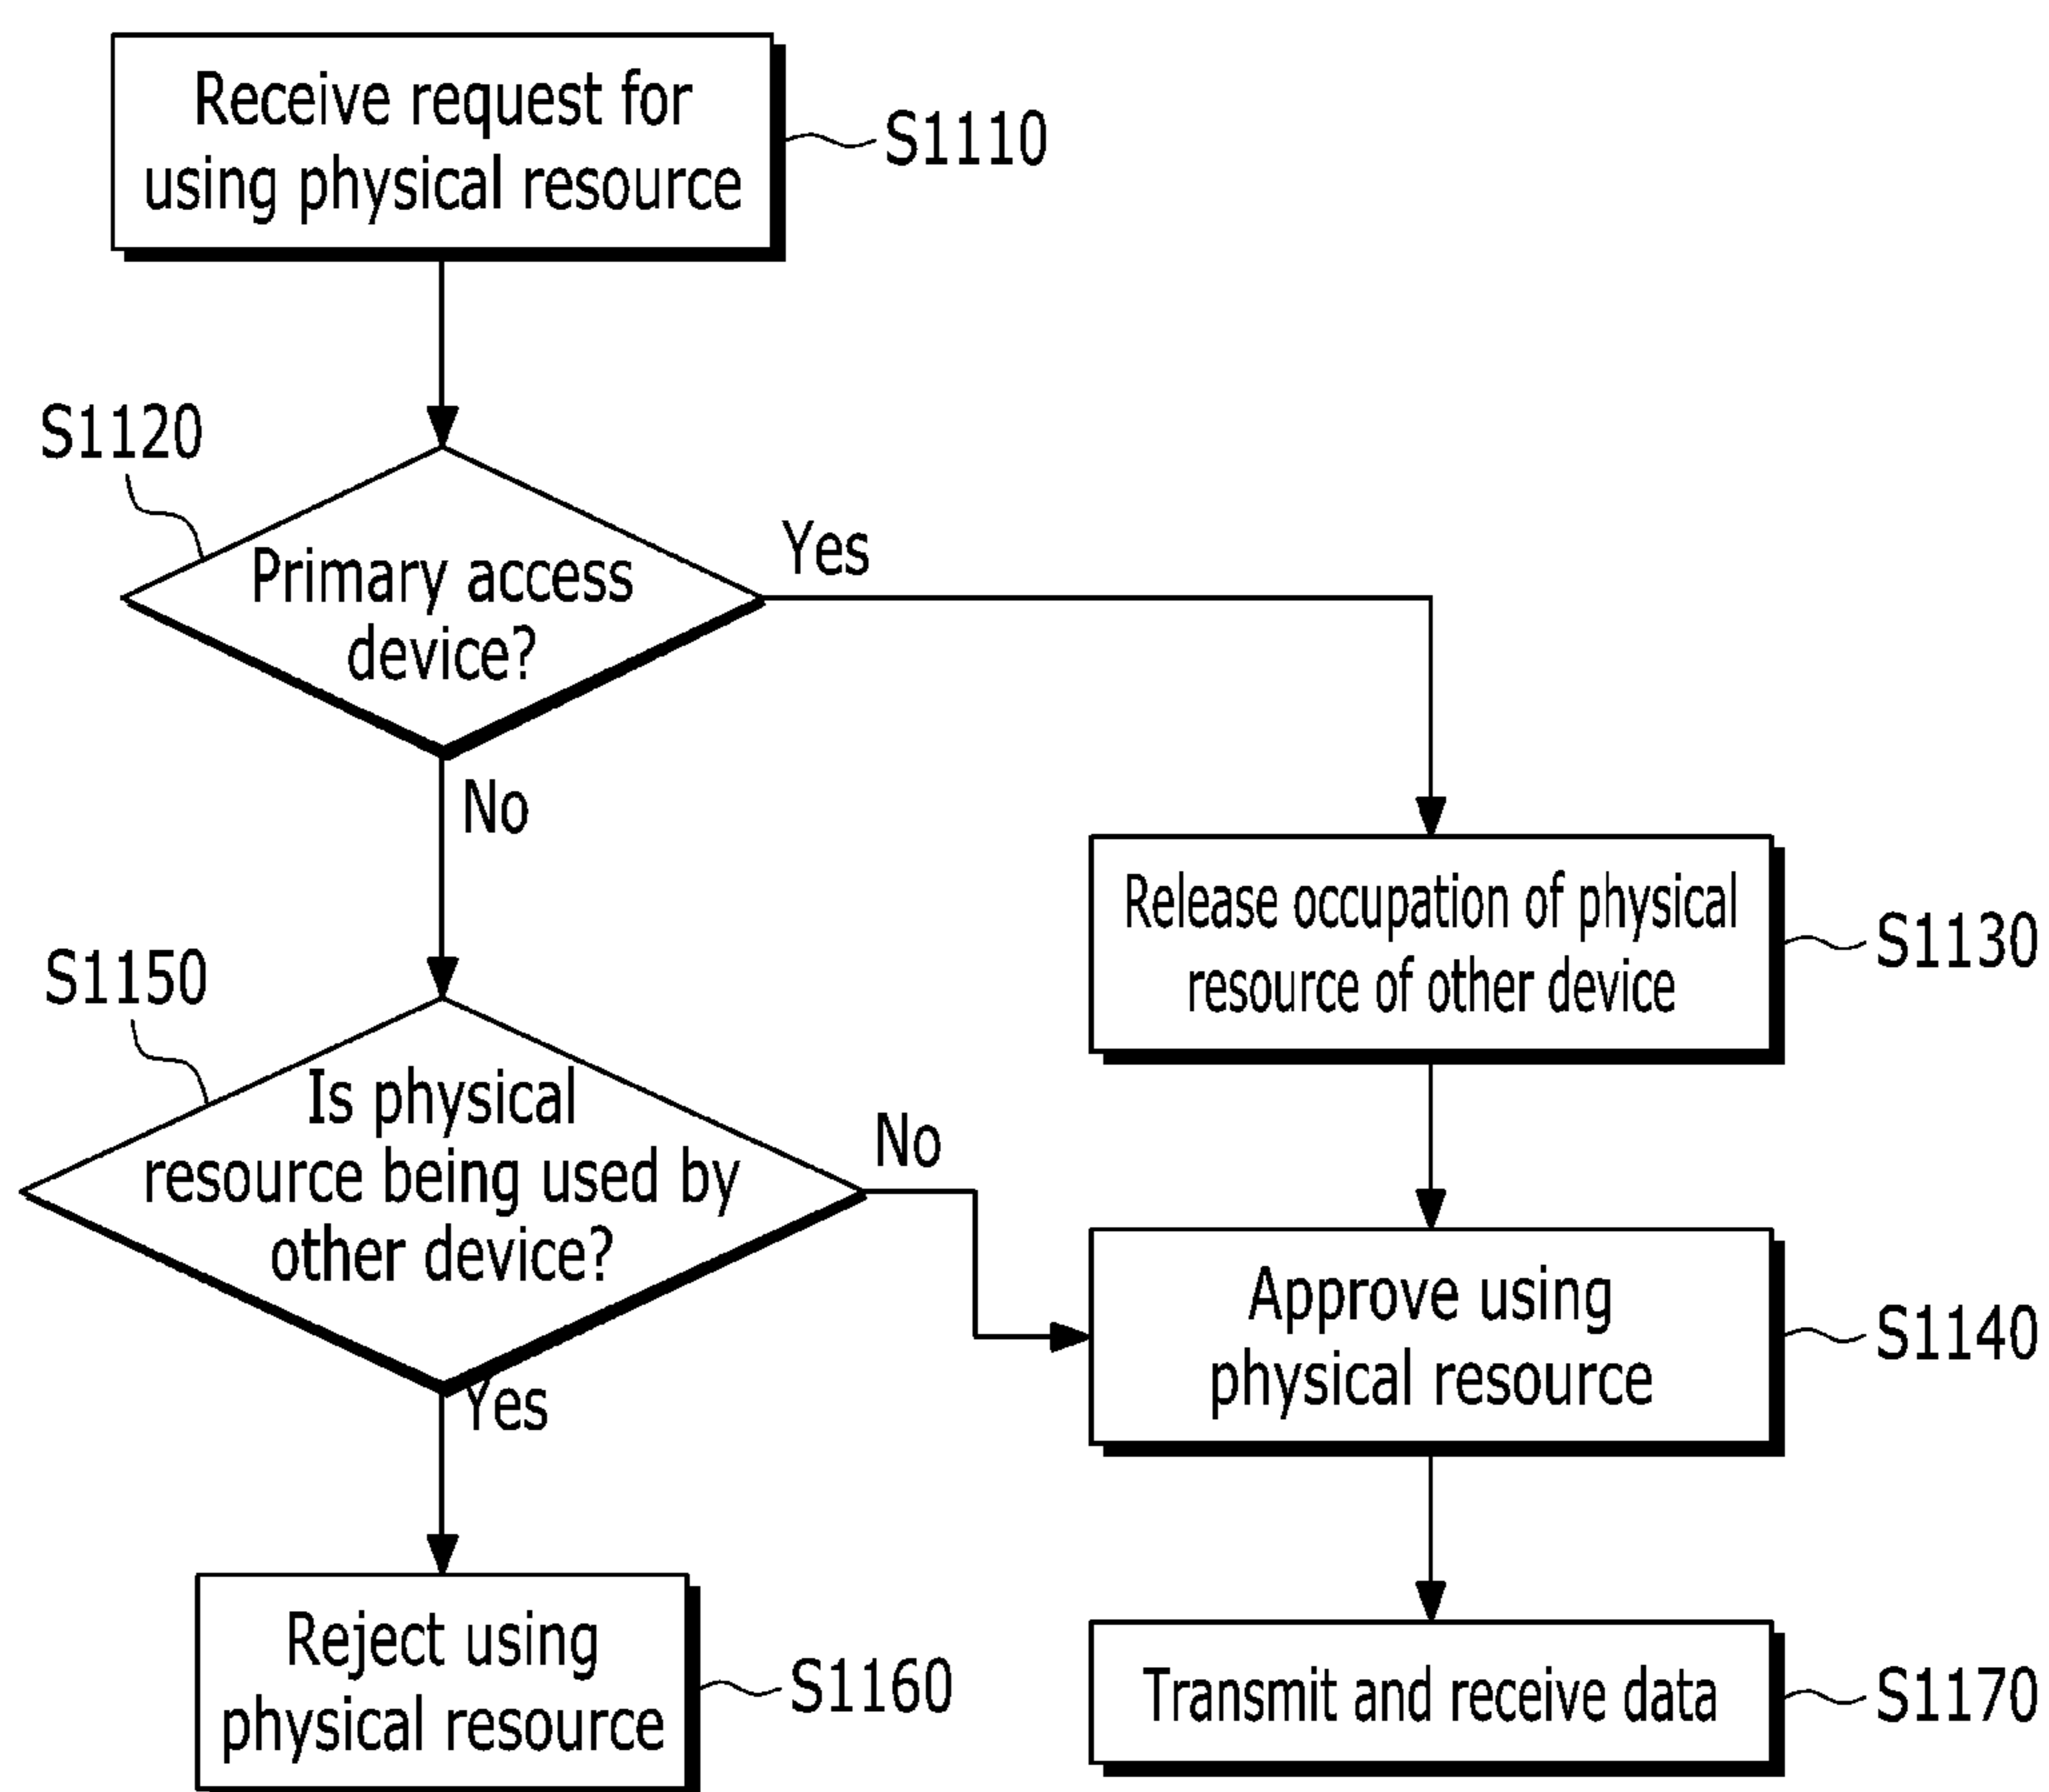 Receive request for
using physical resource
S1110
S1120
Primary access
device?
Yes
No
Release occupation of physical
resource of other device
S1130
S1150
Is physical
resource being used by
other device?
No
Yes
Approve using
physical resource
S1140
Reject using
physical resource
S1160
Transmit and receive data
S1170